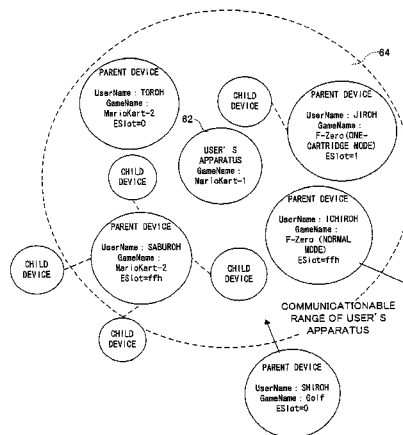 64
PARENT DEVICE
UserName : TOROH
GameName :
MarioKart-2
ESlot=0
CHILD
DEVICE
PARENT DEVICE
UserName : JIROH
GameName :
F-Zero(ONE-
CARTRIDGE MODE)
ESlot=1
62
USER'S
APPARATUS
GameName :
MarioKart-1
CHILD
DEVICE
PARENT DEVICE
UserName : ICHIROH
GameName :
F-Zero (NORMAL
MODE)
ESlot=ffh
PARENT DEVICE
UserName : SABUROH
GameName :
MarioKart-2
ESlot=ffh
CHILD
DEVICE
CHILD
DEVICE
COMMUNICATIONABLE
RANGE OF USER'S
APPARATUS
CHILD
DEVICE
PARENT DEVICE
UserName : SHIROH
GameName : Golf
ESlot=0